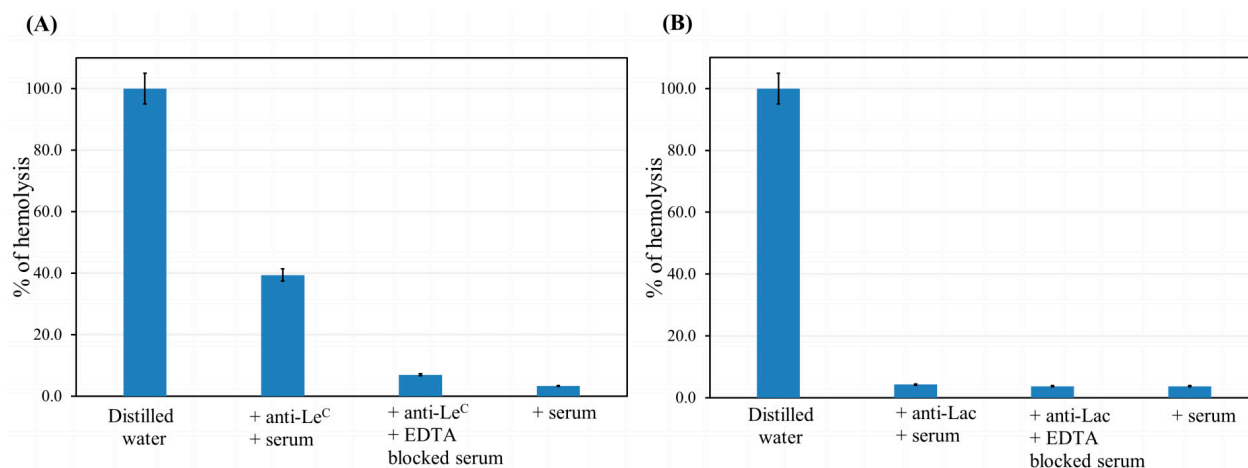 (A)
% of hemolysis
100.0
80.0
60.0
40.0
20.0
0.0
Distilled
water
+ anti-Le^C
+ serum
+ anti-Le^C
+ EDTA
blocked serum
+ serum
(B)
% of hemolysis
100.0
80.0
60.0
40.0
20.0
0.0
Distilled
water
+ anti-Lac
+ serum
+ anti-Lac
+ EDTA
blocked serum
+ serum